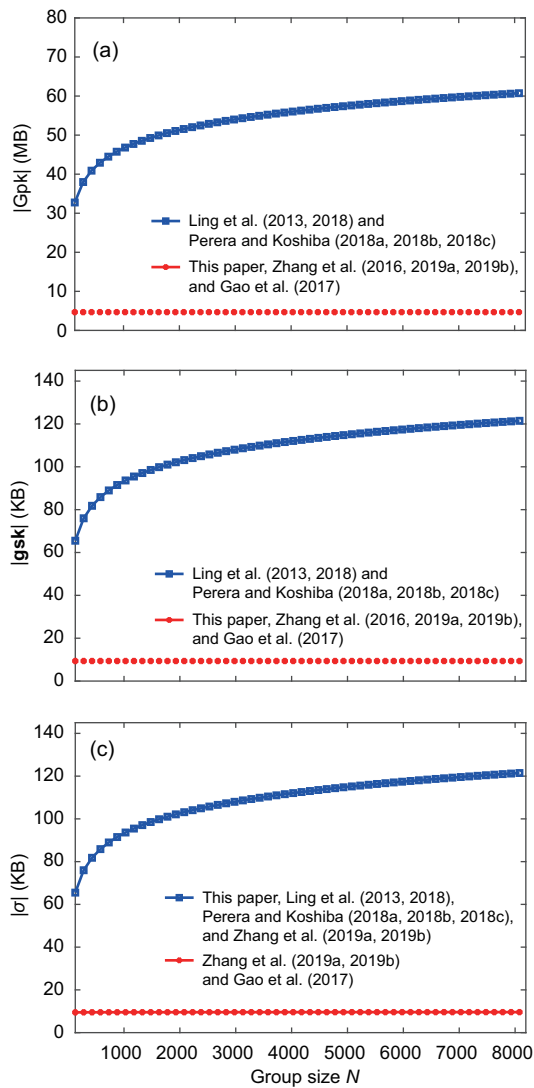 80
70
60
50
40
30
20
10
0
|Gpk| (MB)
(a)
Ling et al. (2013, 2018) and
Perera and Koshiba (2018a, 2018b, 2018c)
This paper, Zhang et al. (2016, 2019a, 2019b),
and Gao et al. (2017)
140
120
100
80
60
40
20
0
|gsk| (KB)
(b)
Ling et al. (2013, 2018) and
Perera and Koshiba (2018a, 2018b, 2018c)
This paper, Zhang et al. (2016, 2019a, 2019b),
and Gao et al. (2017)
140
120
100
80
60
40
20
0
|σ| (KB)
(c)
This paper, Ling et al. (2013, 2018),
Perera and Koshiba (2018a, 2018b, 2018c),
and Zhang et al. (2019a, 2019b)
Zhang et al. (2019a, 2019b)
and Gao et al. (2017)
1000 2000 3000 4000 5000 6000 7000 8000
Group size N